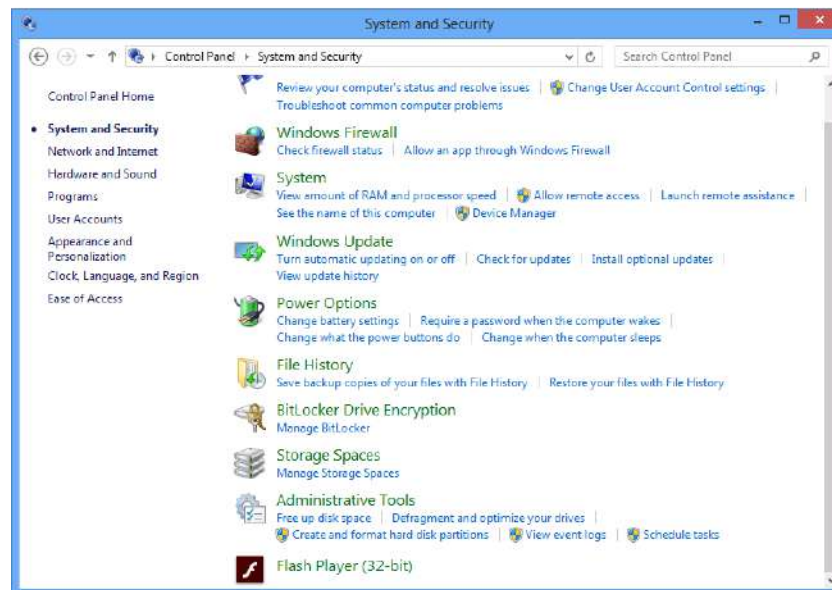 System and Security
Control Panel
System and Security
Search Control Panel
Control Panel Home
System and Security
Network and Internet
Hardware and Sound
Programs
User Accounts
Appearance and
Personalization
Clock, Language, and Region
Ease of Access
Review your computer's status and resolve issues Change User Account Control settings
Troubleshoot common computer problems
Windows Firewall
Check firewall status Allow an app through Windows Firewall
System
View amount of RAM and processor speed Allow remote access Launch remote assistance
See the name of this computer Device Manager
Windows Update
Turn automatic updating on or off Check for updates Install optional updates
View update history
Power Options
Change battery settings Require a password when the computer wakes
Change what the power buttons do Change when the computer sleeps
File History
Save backup copies of your files with File History Restore your files with File History
BitLocker Drive Encryption
Manage BitLocker
Storage Spaces
Manage Storage Spaces
Administrative Tools
Free up disk space Defragment and optimize your drives
Create and format hard disk partitions View event logs Schedule tasks
Flash Player (32-bit)